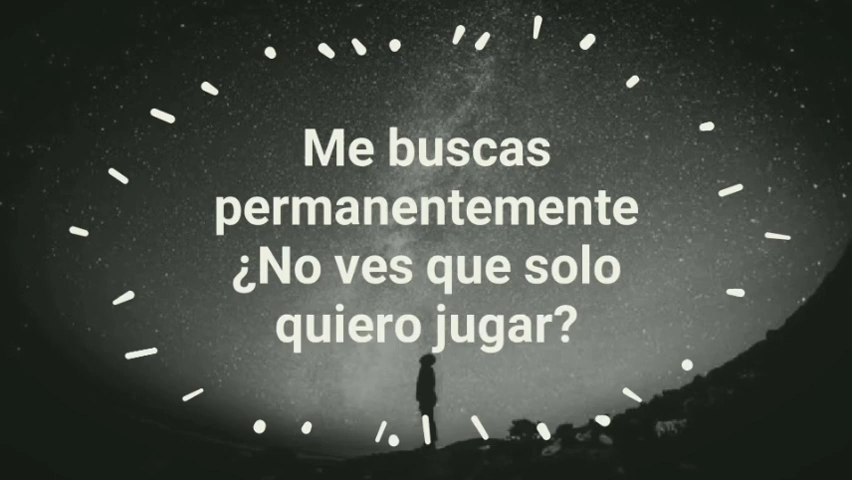 Me buscas
permanentemente
¿No ves que solo
quiero jugar?